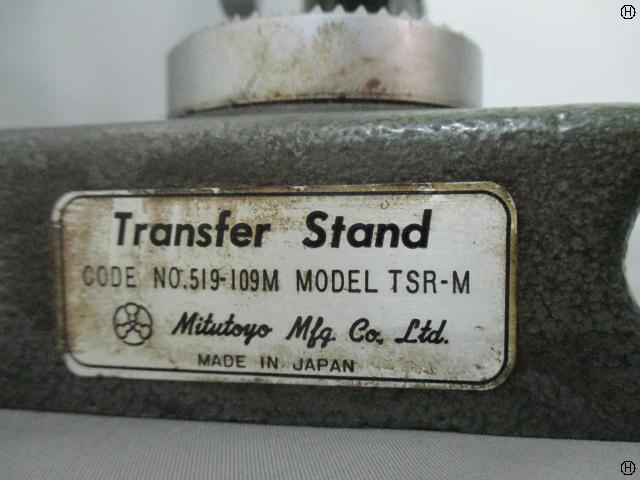 Transfer Stand
CODE NO.519-109M MODEL TSR-M
Mitutoyo Mfg. Co., Ltd.
MADE IN JAPAN
H
H